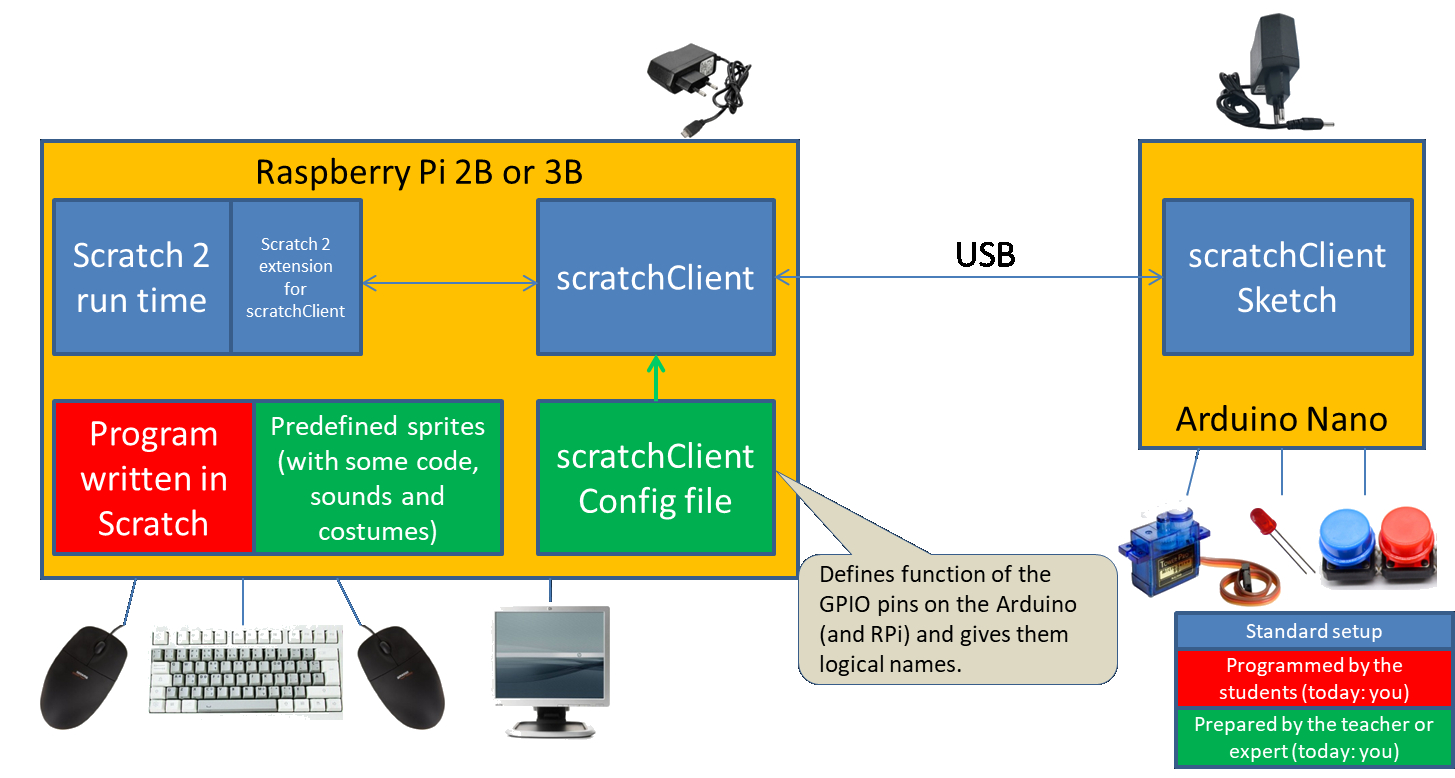 Raspberry Pi 2B or 3B
Scratch 2
run time
Scratch 2
extension
for
scratchClient
scratchClient
USB
scratchClient
Sketch
Arduino Nano
Program
written in
Scratch
Predefined sprites
(with some code,
sounds and
costumes)
scratchClient
Config file
Defines function of the
GPIO pins on the Arduino
(and RPi) and gives them
logical names.
Standard setup
Programmed by the
students (today: you)
Prepared by the teacher or
expert (today: you)